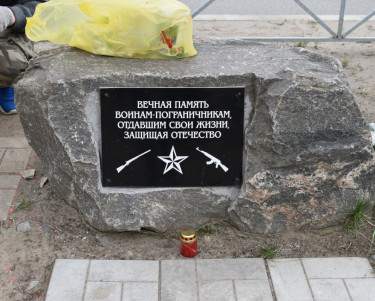 ВЕЧНАЯ ПАМЯТЬ
ВОИНАМ-ПОГРАНИЧНИКАМ,
ОТДАВШИМ СВОИ ЖИЗНИ,
ЗАЩИЩАЯ ОТЕЧЕСТВО